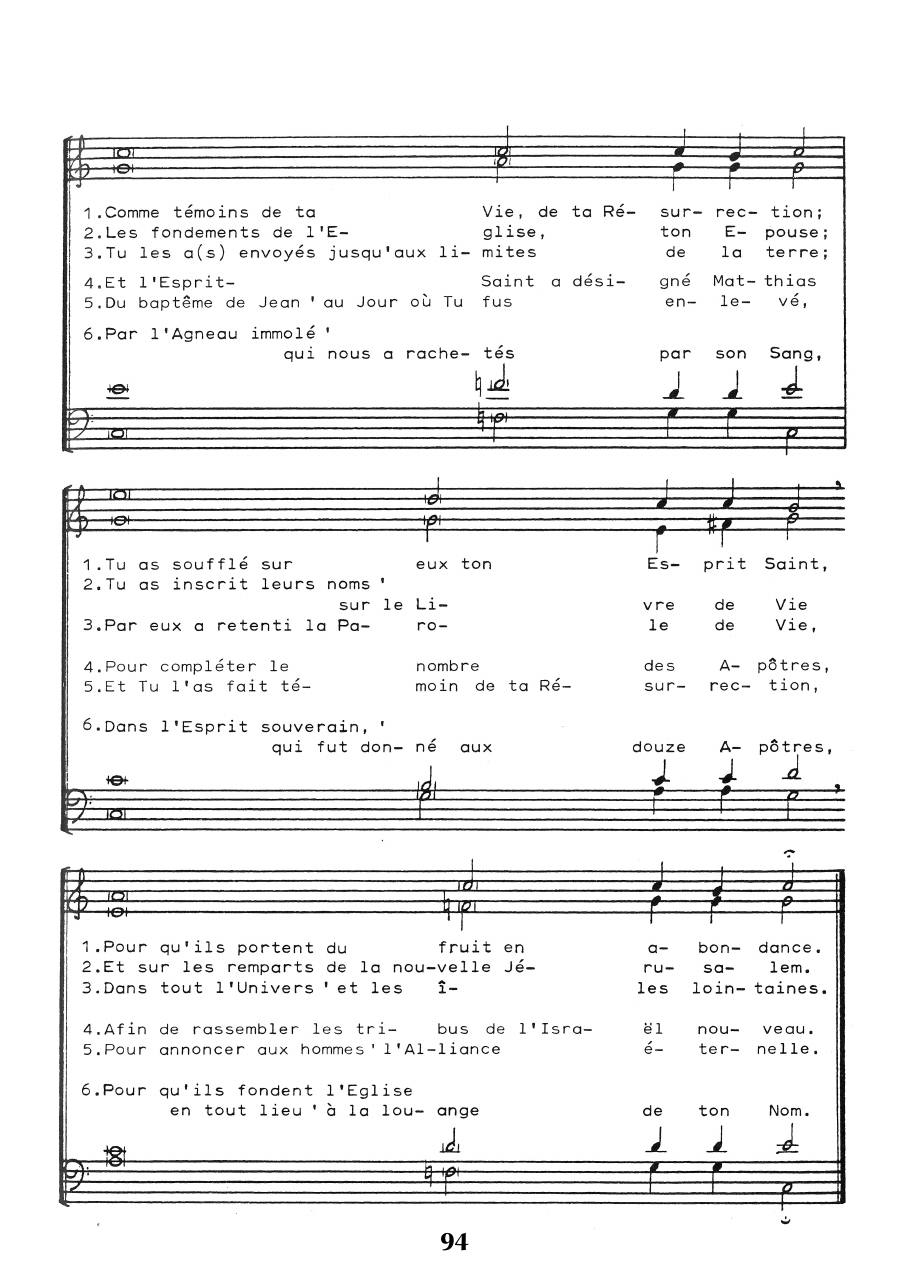 1.Comme témoins de ta Vie, de ta Ré- sur- rec- tion;
2.Les fondements de l'E- glise, ton E- pouse;
3.Tu les a(s) envoyés jusqu'aux li- mites de la terre;
4.Et l'Esprit- Saint a dési- gné Mat- thias
5.Du baptême de Jean ' au Jour où Tu fus en- le- vé,
6.Par l'Agneau immolé '
qui nous a rache- tés par son Sang,
1.Tu as soufflé sur eux ton Es- prit Saint,
2.Tu as inscrit leurs noms '
sur le Li- vre de Vie
3.Par eux a retenti la Pa- ro- le de Vie,
4.Pour compléter le nombre des A- pôtres,
5.Et Tu l'as fait té- moin de ta Ré- sur- rec- tion,
6.Dans l'Esprit souverain, '
qui fut don- né aux douze A- pôtres,
1.Pour qu'ils portent du fruit en a- bon- dance.
2.Et sur les remparts de la nou-velle Jé- ru- sa- lem.
3.Dans tout l'Univers ' et les î- les loin- taines.
4.Afin de rassembler les tri- bus de l'Isra- ël nou- veau.
5.Pour annoncer aux hommes ' l'Al-liance é- ter- nelle.
6.Pour qu'ils fondent l'Eglise
en tout lieu ' à la lou- ange de ton Nom.
94